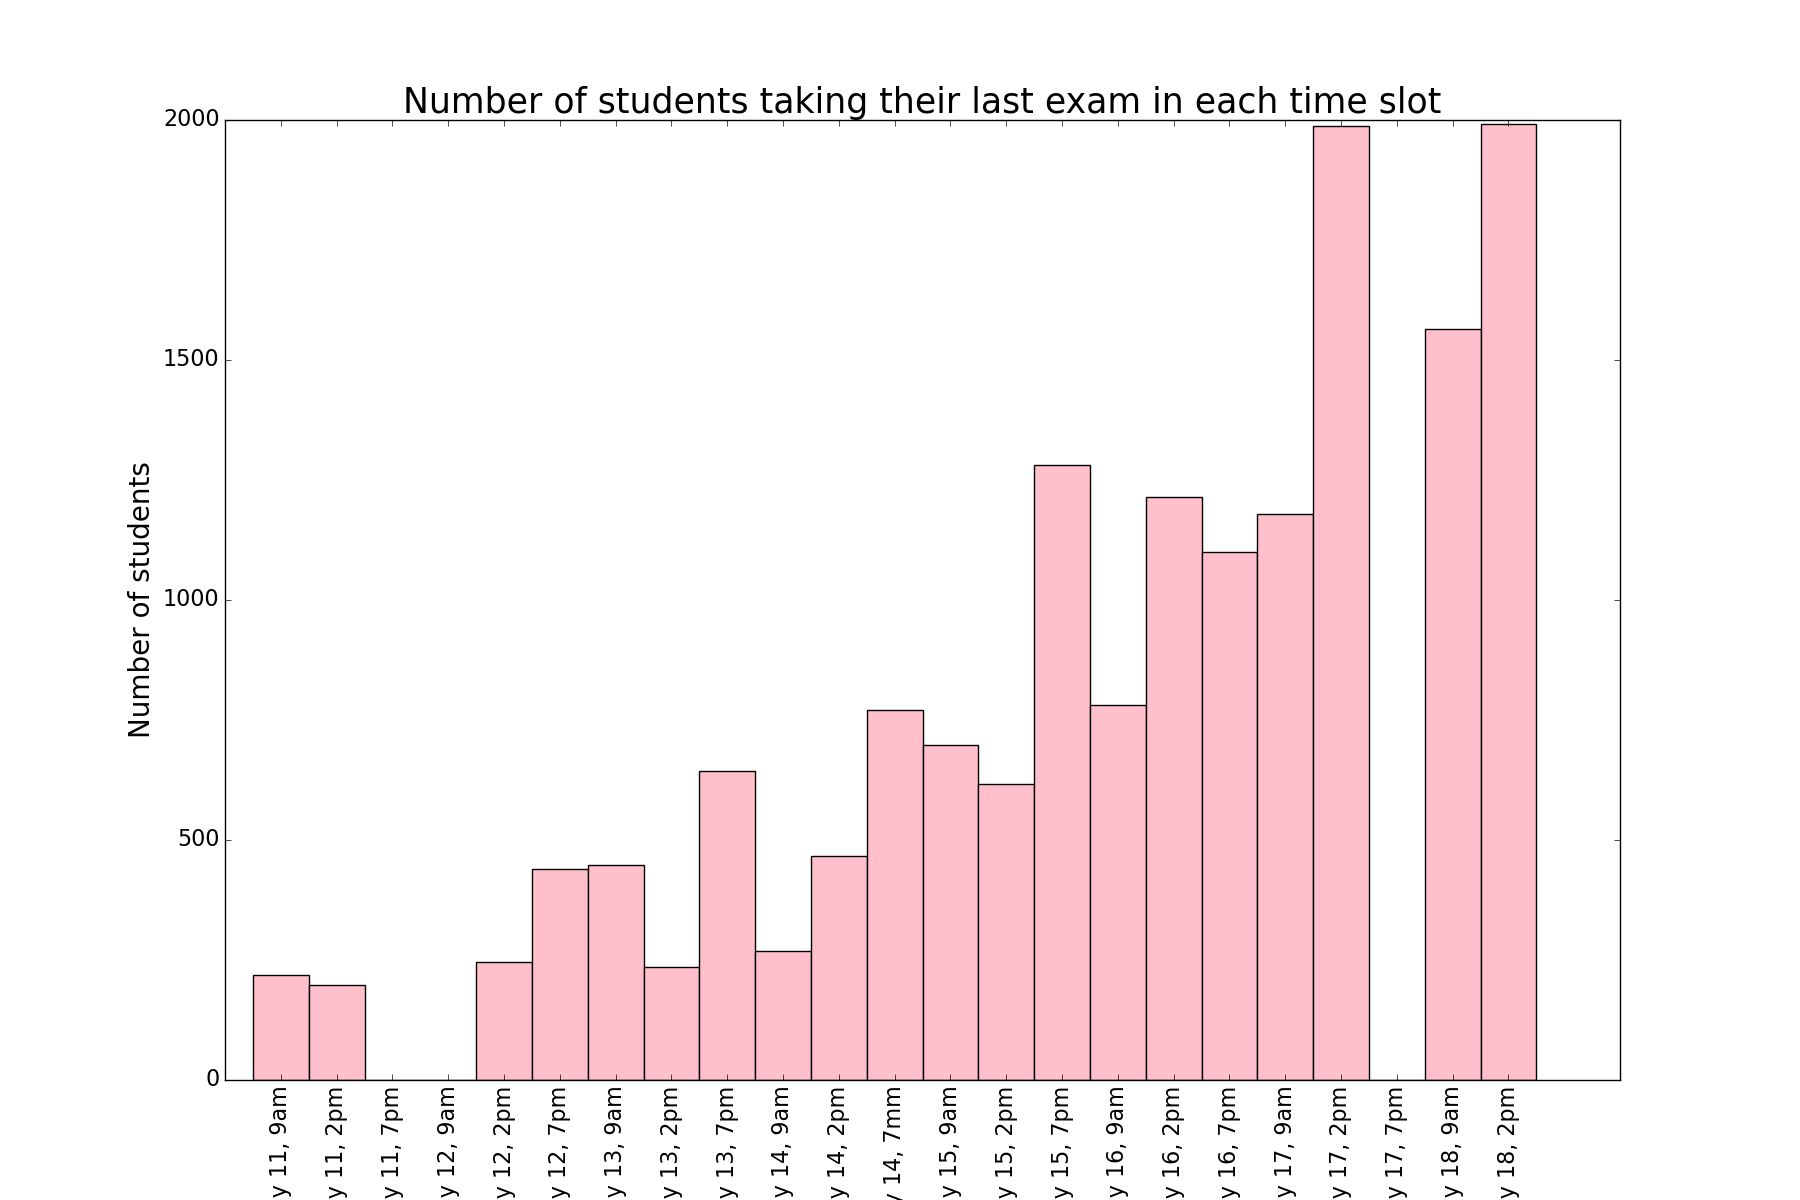 Number of students taking their last exam in each time slot
Number of students
2000
1500
1000
500
0
y 11, 9am
y 11, 2pm
y 11, 7pm
y 12, 9am
y 12, 2pm
y 12, 7pm
y 13, 9am
y 13, 2pm
y 13, 7pm
y 14, 9am
y 14, 2pm
y 14, 7mm
y 15, 9am
y 15, 2pm
y 15, 7pm
y 16, 9am
y 16, 2pm
y 16, 7pm
y 17, 9am
y 17, 2pm
y 17, 7pm
y 18, 9am
y 18, 2pm